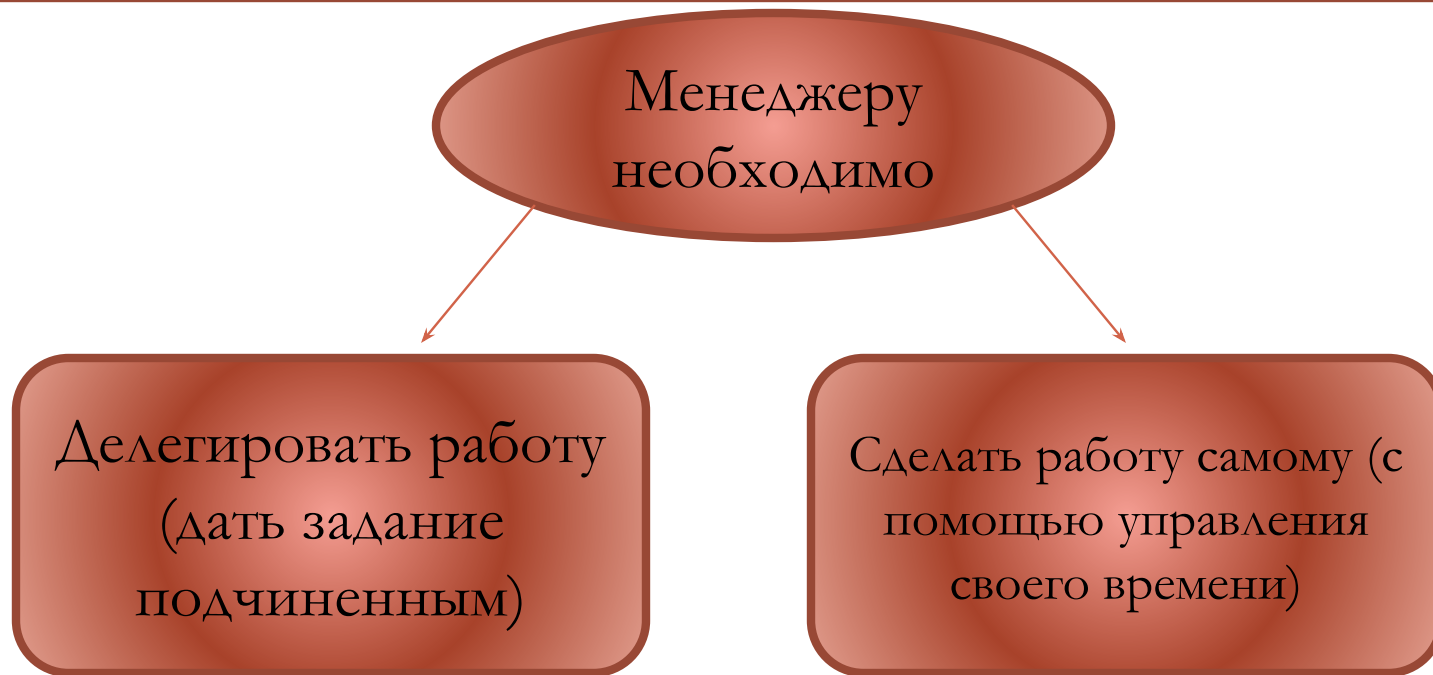 Менеджеру
необходимо
Делегировать работу
(дать задание
подчиненным)
Сделать работу самому (с
помощью управления
своего времени)